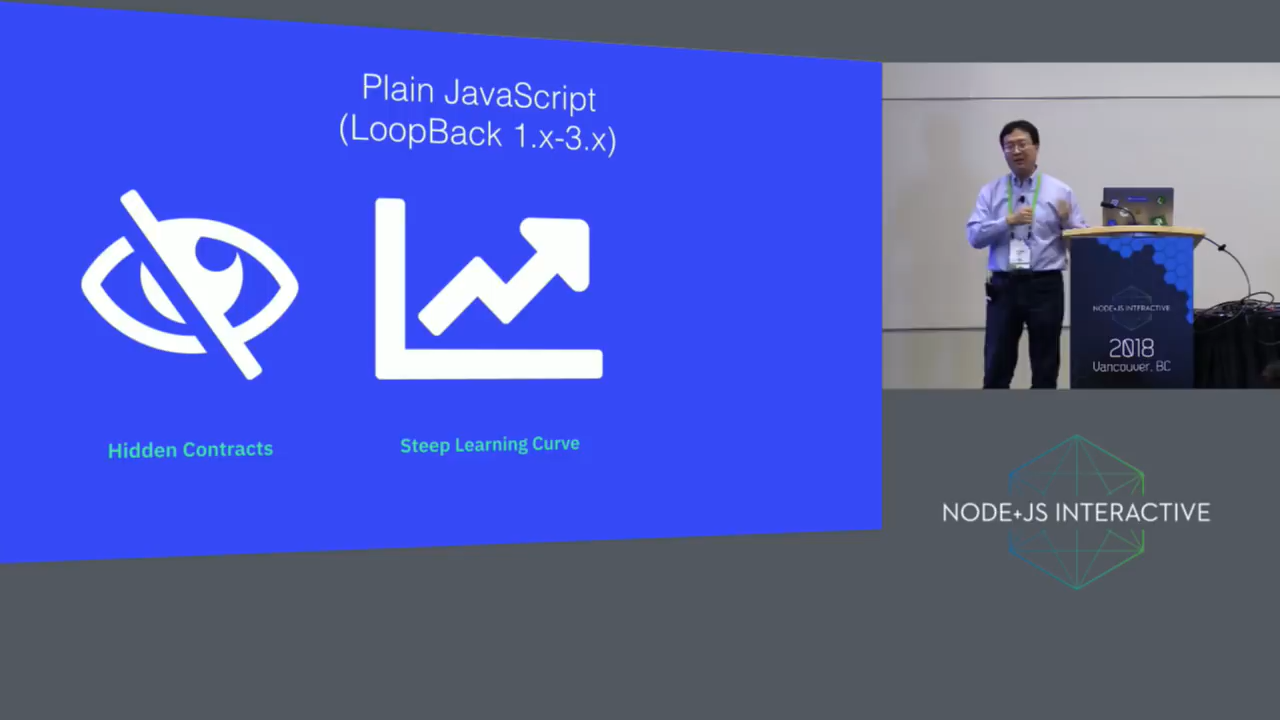 Plain JavaScript
(LoopBack 1.x-3.x)
Hidden Contracts
Steep Learning Curve
NODE+JS INTERACTIVE
2018
Vancouver, BC
NODE+JS INTERACTIVE